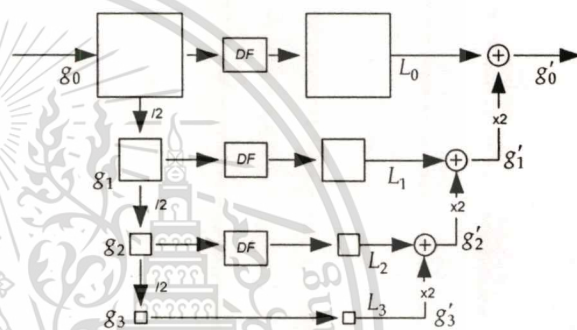 g₀ DF L₀ g′₀
/2 x2
g₁ DF L₁ g′₁
/2 x2
g₂ DF L₂ g′₂
/2 x2
g₃ L₃ g′₃